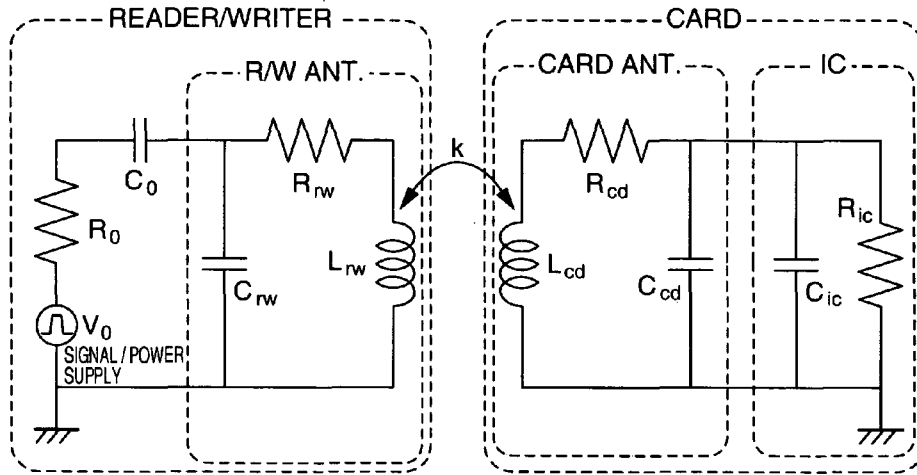 READER/WRITER
CARD
R/W ANT.
CARD ANT.
IC
C0
Rrw
k
Rcd
R0
Lrw
Lcd
Ric
Crw
Ccd
Cic
V0
SIGNAL/POWER
SUPPLY